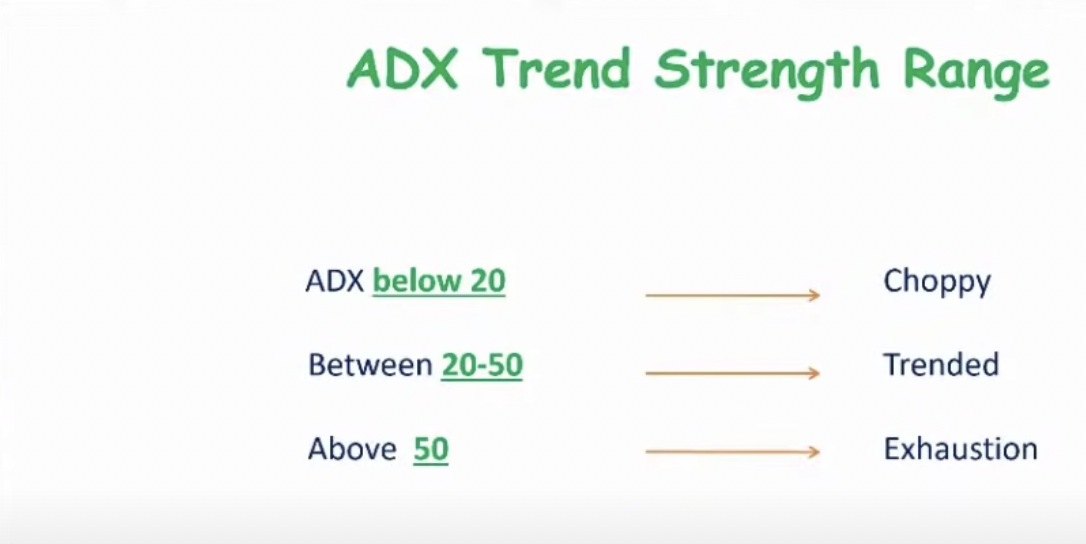 ADX Trend Strength Range
ADX below 20 Choppy
Between 20-50 Trended
Above 50 Exhaustion